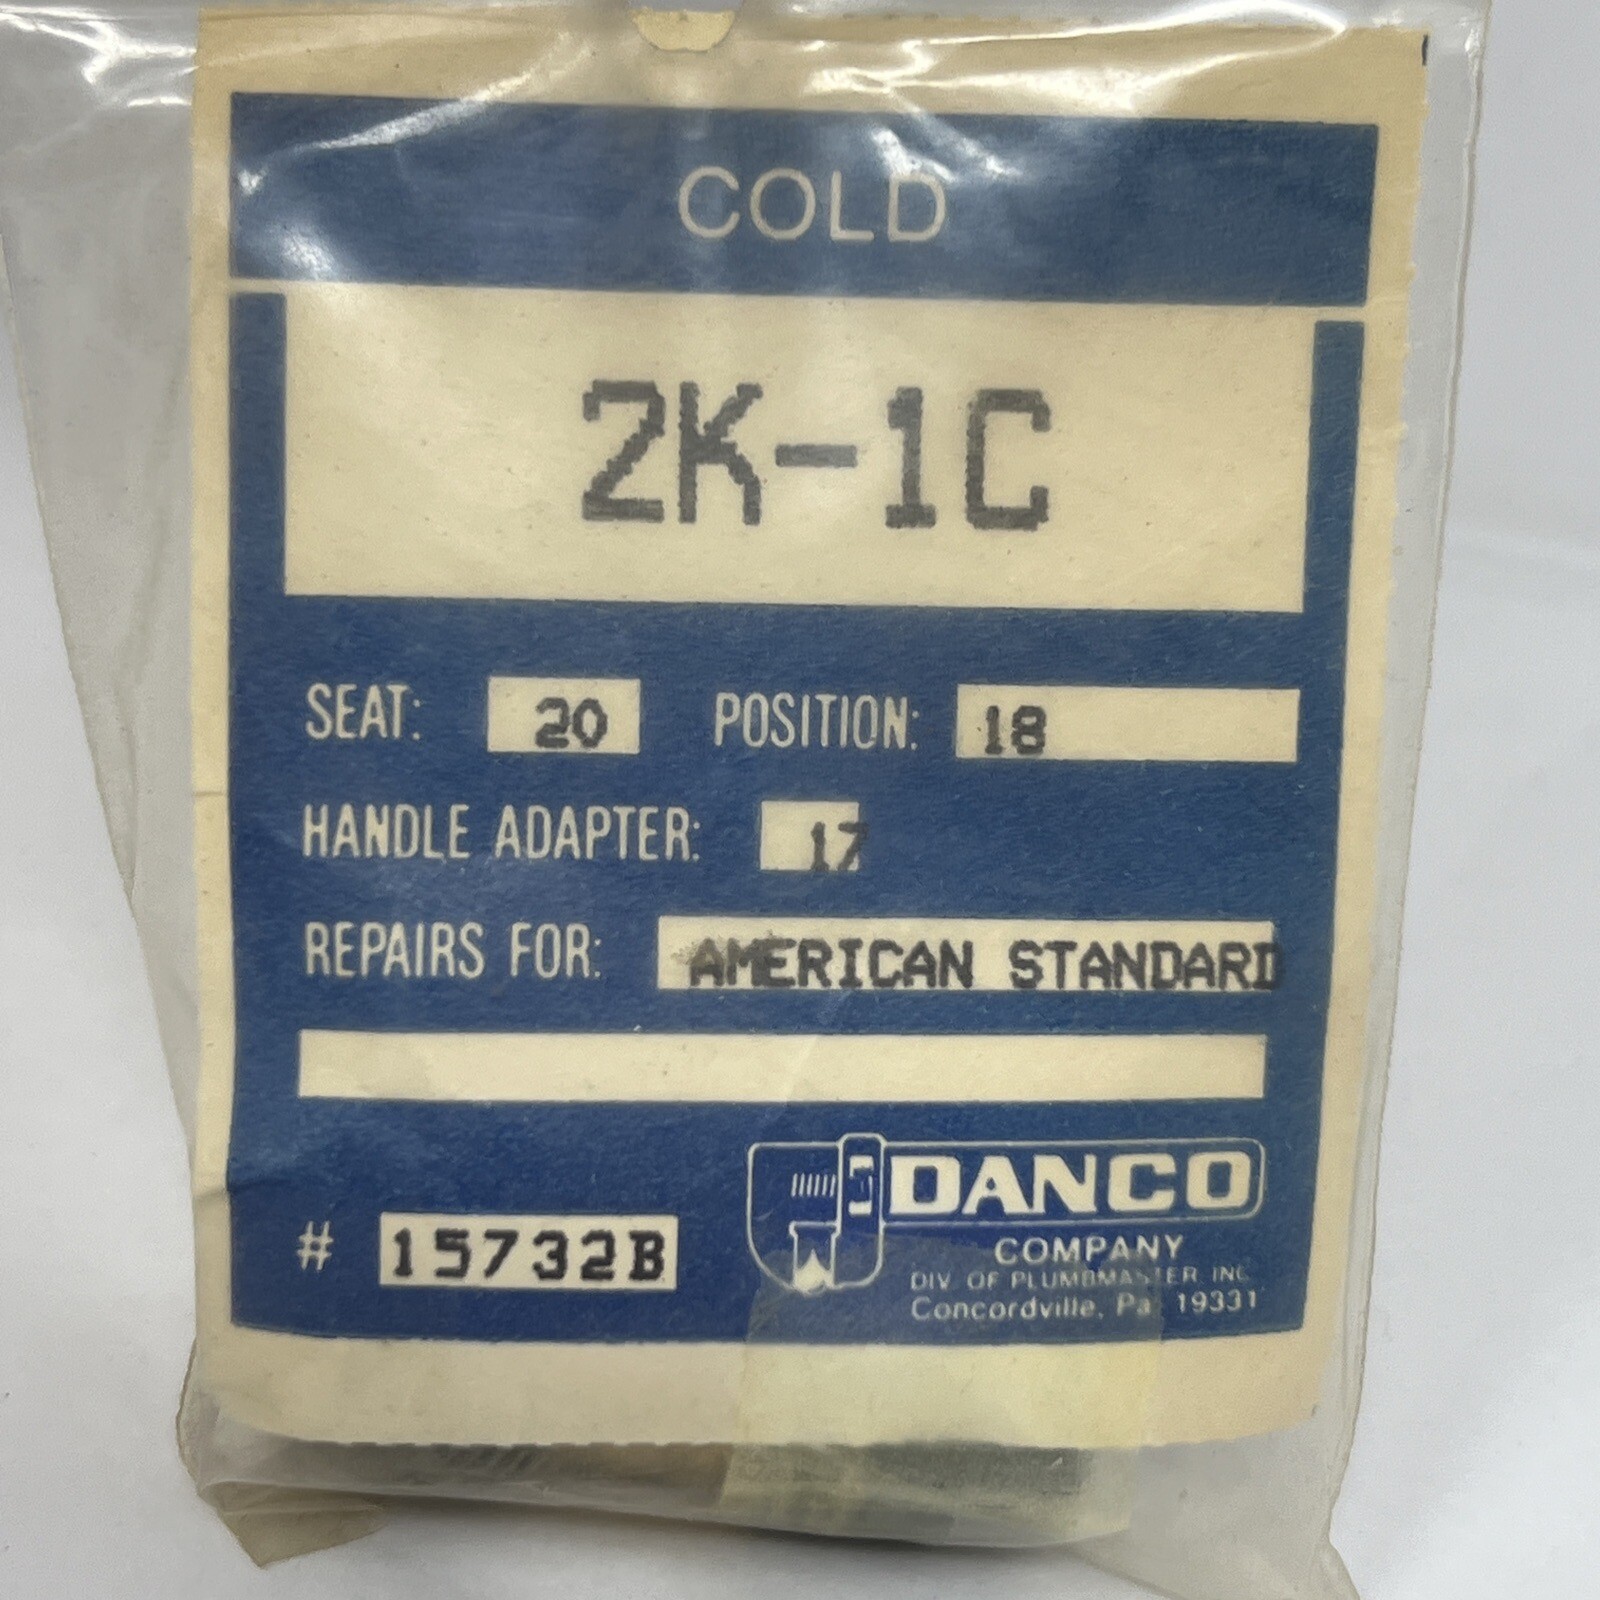 COLD
2K-1C
SEAT: 20 POSITION: 18
HANDLE ADAPTER: 17
REPAIRS FOR: AMERICAN STANDARD
# 15732B
DANCO
COMPANY
DIV. OF PLUMBMASTER INC.
Concordville, Pa. 19331